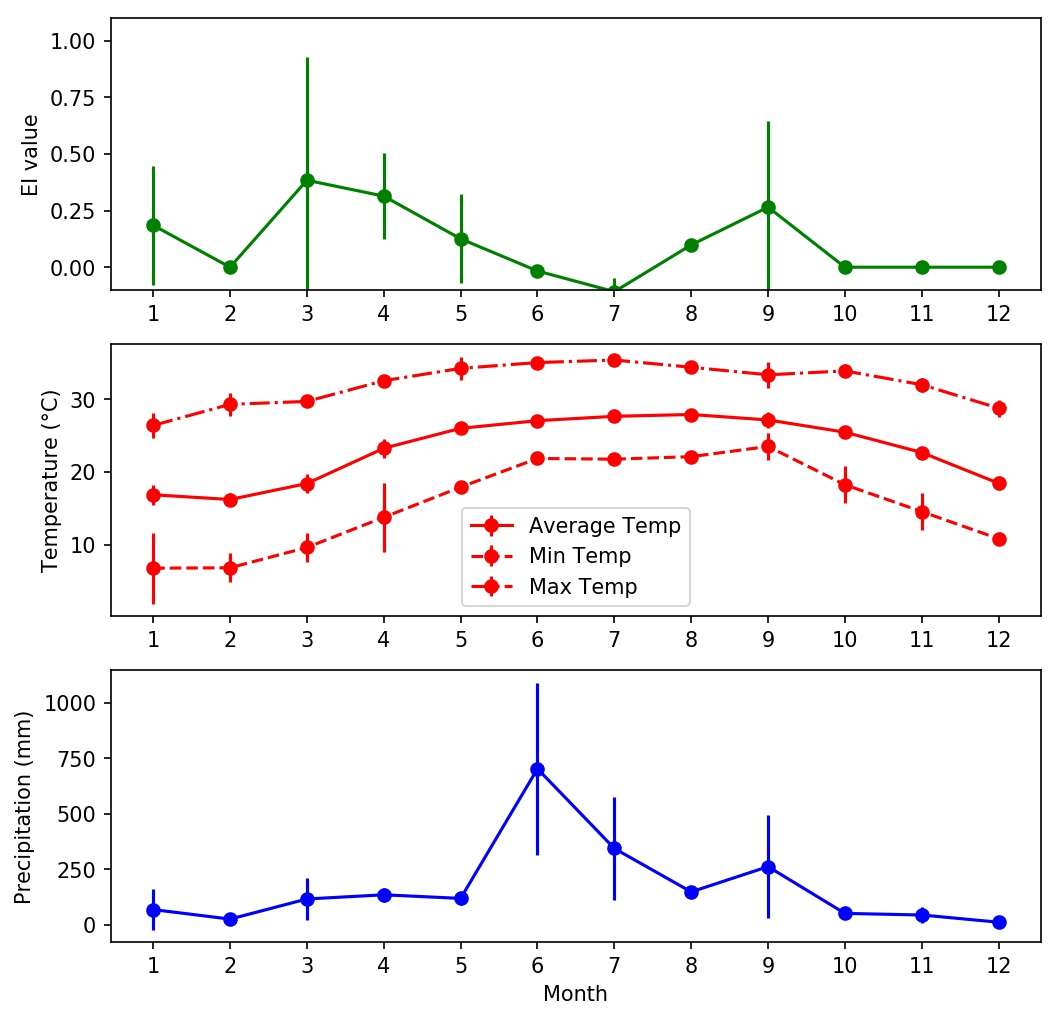 EI value
1.00
0.75
0.50
0.25
0.00
1 2 3 4 5 6 7 8 9 10 11 12
Temperature (°C)
30
20
10
Average Temp
Min Temp
Max Temp
1 2 3 4 5 6 7 8 9 10 11 12
Precipitation (mm)
1000
750
500
250
0
1 2 3 4 5 6 7 8 9 10 11 12
Month